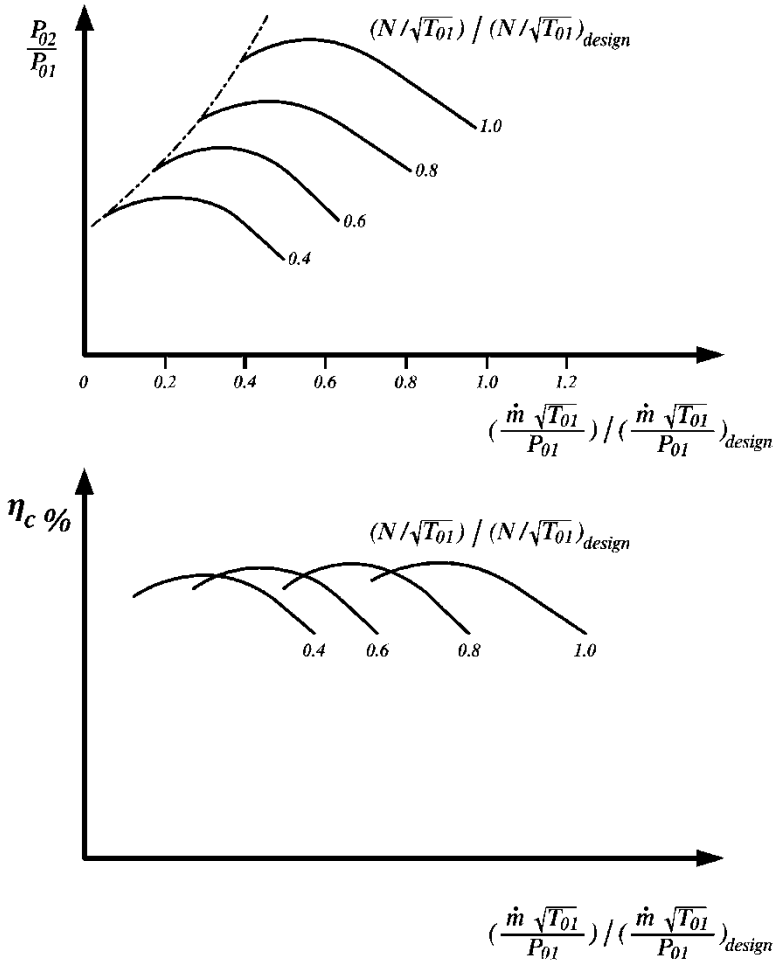 P02/P01
(N/√T01) / (N/√T01)design
1.0
0.8
0.6
0.4
0 0.2 0.4 0.6 0.8 1.0 1.2
(ṁ √T01 / P01) / (ṁ √T01 / P01)design
ηc %
(N/√T01) / (N/√T01)design
0.4 0.6 0.8 1.0
(ṁ √T01 / P01) / (ṁ √T01 / P01)design